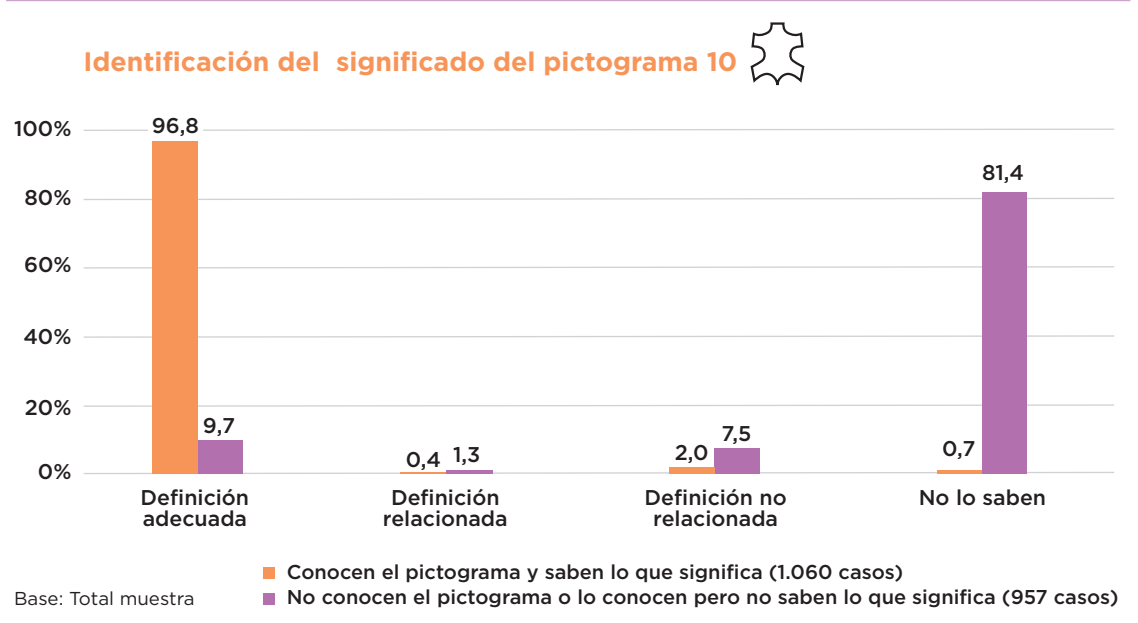 Identificación del significado del pictograma 10
100%
80%
60%
40%
20%
0%
96,8
9,7
0,4
1,3
2,0
7,5
0,7
81,4
Definición
adecuada
Definición
relacionada
Definición no
relacionada
No lo saben
Conocen el pictograma y saben lo que significa (1.060 casos)
Base: Total muestra
No conocen el pictograma o lo conocen pero no saben lo que significa (957 casos)